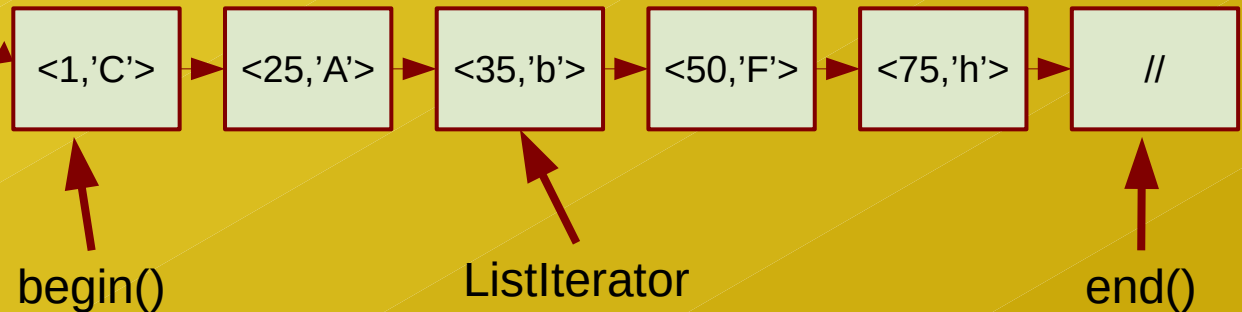 <1,’C’> <25,’A’> <35,’b’> <50,’F’> <75,’h’> //
begin() ListIterator end()